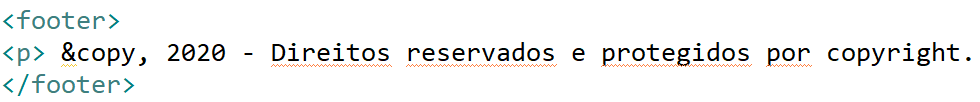 <footer>
<p> &copy, 2020 - Direitos reservados e protegidos por copyright.
</footer>